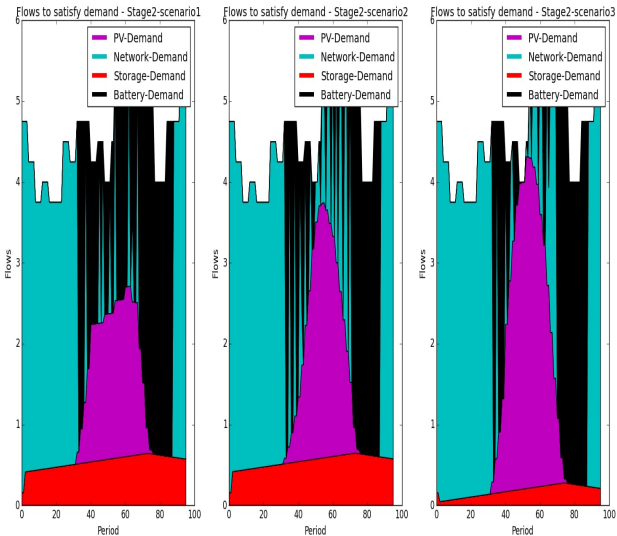 Flows to satisfy demand - Stage2-scenario1
PV-Demand
Network-Demand
Storage-Demand
Battery-Demand
Flows
6
5
4
3
2
1
0
0 20 40 60 80 100
Period
Flows to satisfy demand - Stage2-scenario2
PV-Demand
Network-Demand
Storage-Demand
Battery-Demand
Flows
6
5
4
3
2
1
0
0 20 40 60 80 100
Period
Flows to satisfy demand - Stage2-scenario3
PV-Demand
Network-Demand
Storage-Demand
Battery-Demand
Flows
6
5
4
3
2
1
0
0 20 40 60 80 100
Period